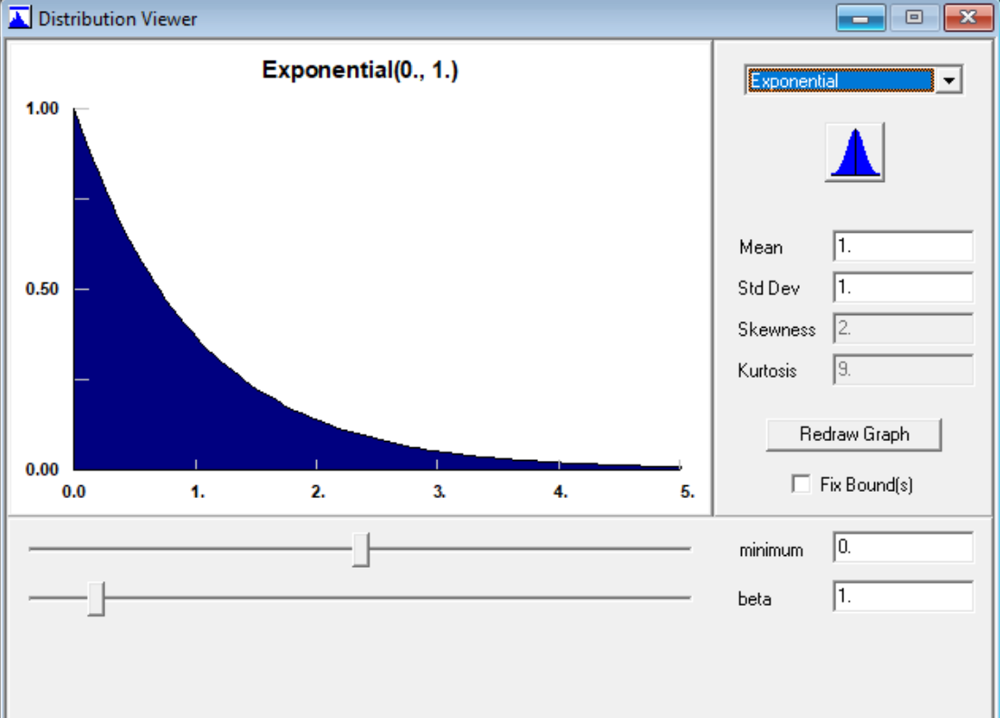 Distribution Viewer
Exponential(0., 1.)
1.00
0.50
0.00
0.0 1. 2. 3. 4. 5.
Exponential
Mean 1.
Std Dev 1.
Skewness 2.
Kurtosis 9.
Redraw Graph
Fix Bound(s)
minimum 0.
beta 1.